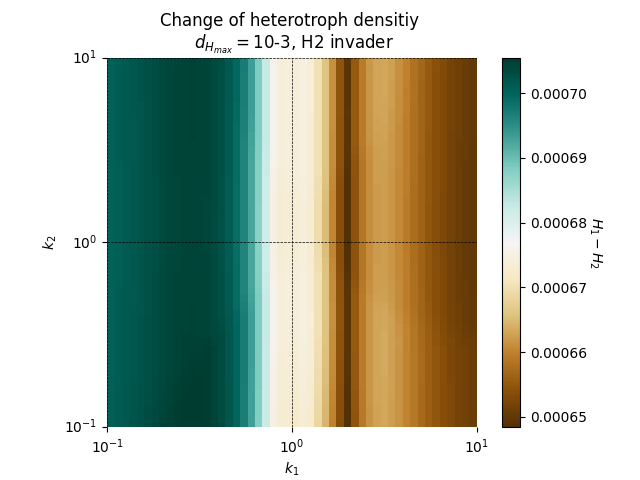 Change of heterotroph densitiy
$d_{H_{max}} = 10$-3, H2 invader
$10^1$
$k_2$
$10^0$
$10^{-1}$
$10^{-1}$
$10^0$
$10^1$
$k_1$
0.00070
0.00069
0.00068
0.00067
0.00066
0.00065
$H_1 - H_2$